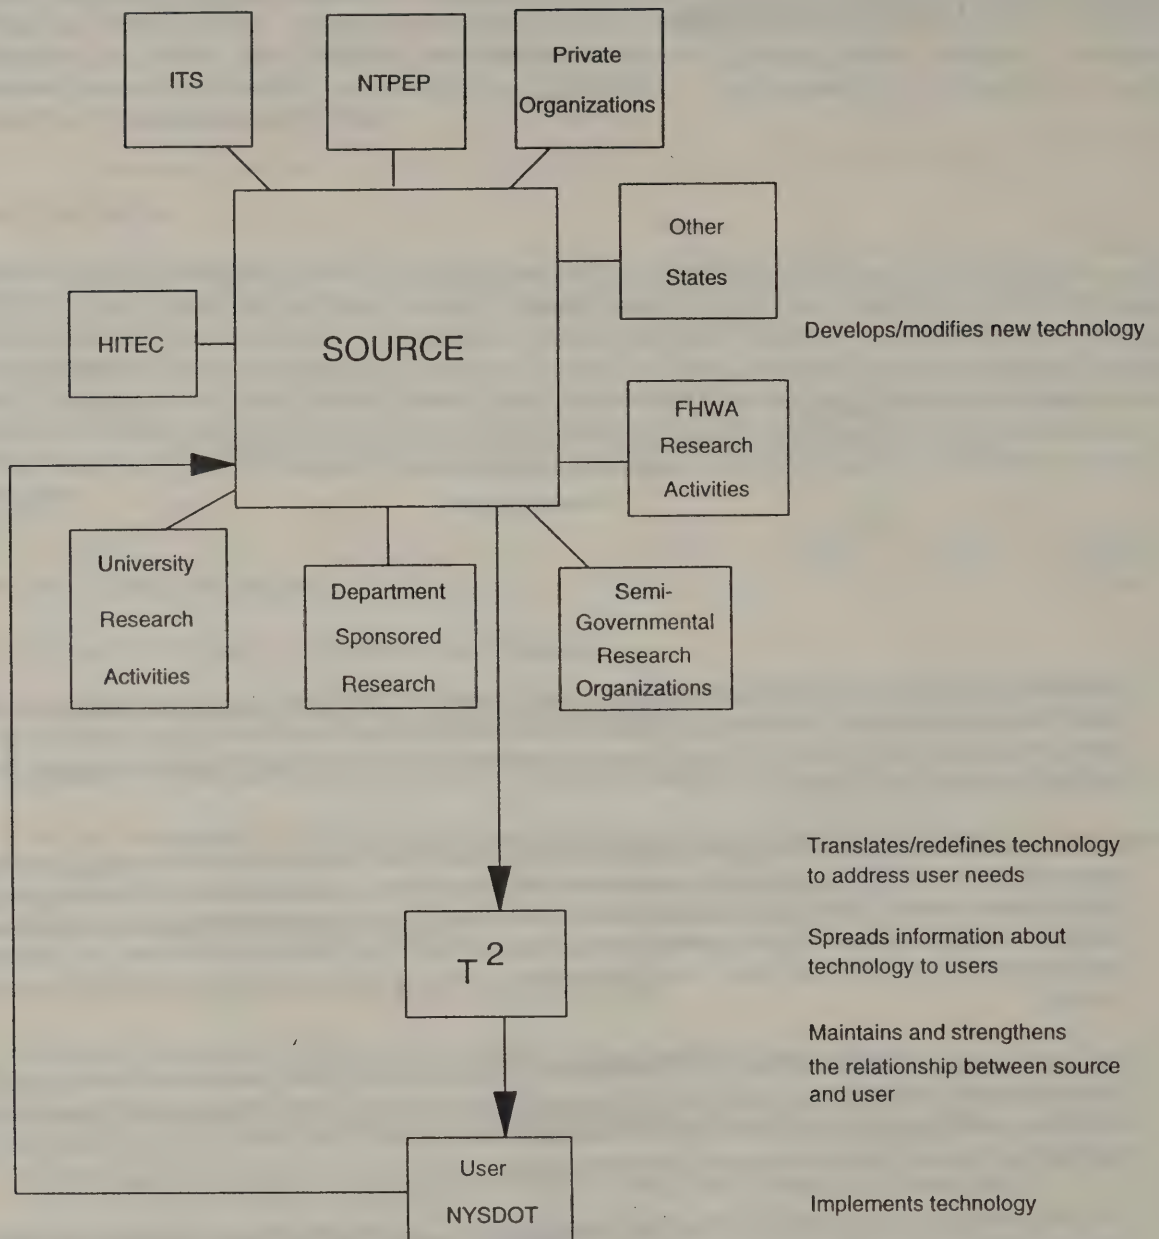 ITS
NTPEP
Private
Organizations
Other
States
HITEC
SOURCE
Develops/modifies new technology
FHWA
Research
Activities
University
Research
Activities
Department
Sponsored
Research
Semi-
Governmental
Research
Organizations
Translates/redefines technology
to address user needs
T²
Spreads information about
technology to users
Maintains and strengthens
the relationship between source
and user
User
NYSDOT
Implements technology